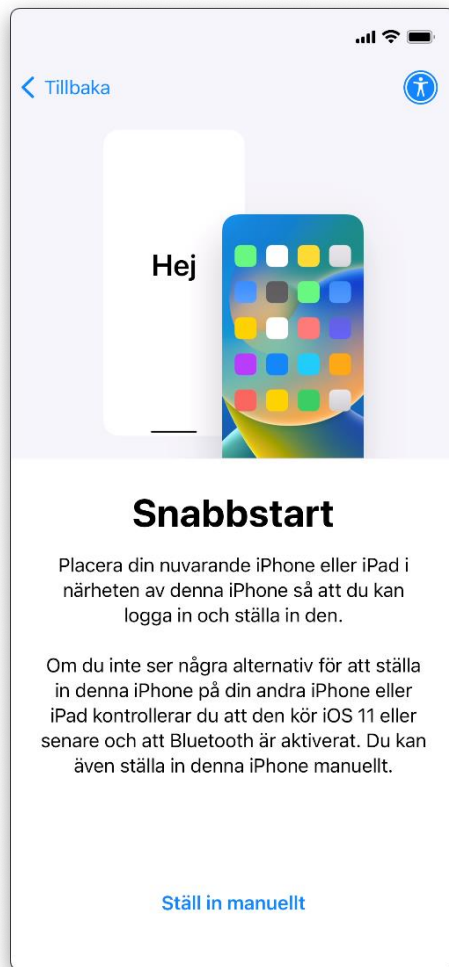 Tillbaka
Hej
Snabbstart
Placera din nuvarande iPhone eller iPad i
närheten av denna iPhone så att du kan
logga in och ställa in den.
Om du inte ser några alternativ för att ställa
in denna iPhone på din andra iPhone eller
iPad kontrollerar du att den kör iOS 11 eller
senare och att Bluetooth är aktiverat. Du kan
även ställa in denna iPhone manuellt.
Ställ in manuellt